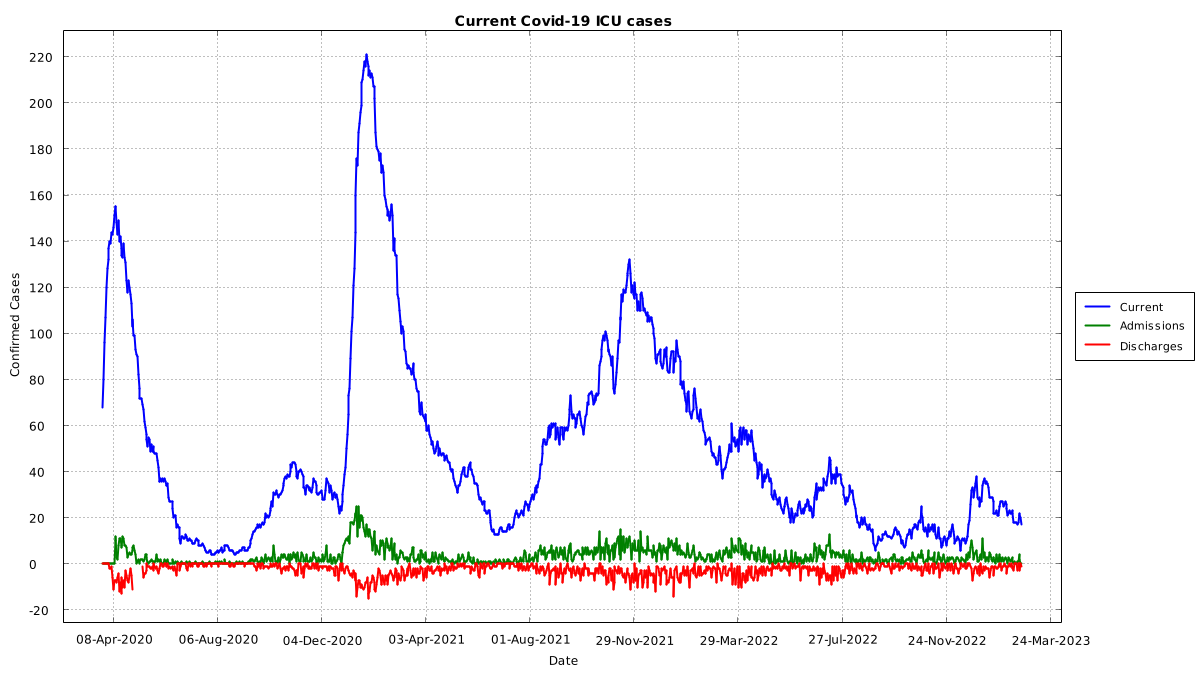 Current Covid-19 ICU cases
220
200
180
160
140
120
100
80
60
40
20
0
-20
Confirmed Cases
08-Apr-2020 06-Aug-2020 04-Dec-2020 03-Apr-2021 01-Aug-2021 29-Nov-2021 29-Mar-2022 27-Jul-2022 24-Nov-2022 24-Mar-2023
Date
Current
Admissions
Discharges